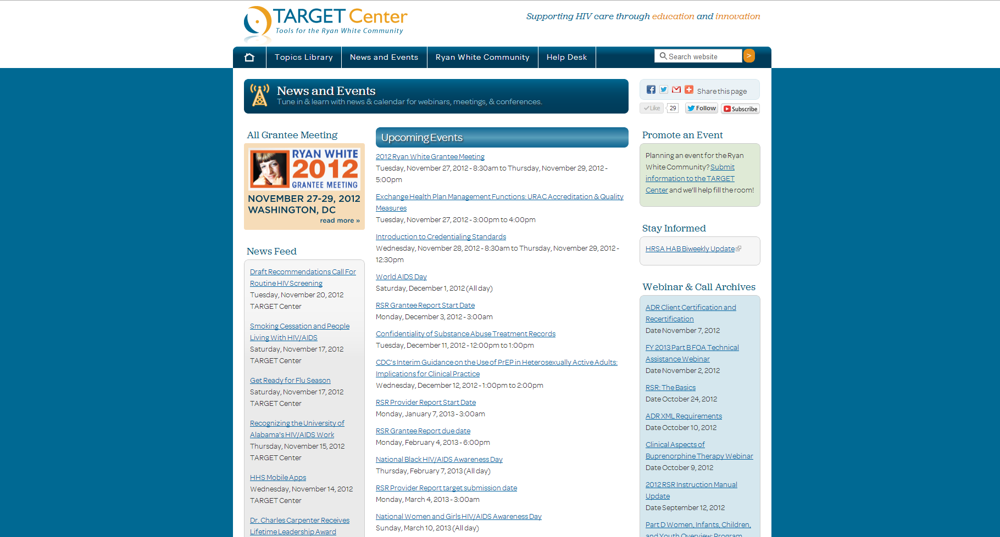 TARGET Center
Tools for the Ryan White Community
Supporting HIV care through education and innovation
Topics Library
News and Events
Ryan White Community
Help Desk
Search website
>
News and Events
Tune in & learn with news & calendar for webinars, meetings, & conferences.
Share this page
Like
29
Follow
Subscribe
All Grantee Meeting
RYAN WHITE
2012
GRANTEE MEETING
NOVEMBER 27-29, 2012
WASHINGTON, DC
read more »
News Feed
Draft Recommendations Call For
Routine HIV Screening
Tuesday, November 20, 2012
TARGET Center
Smoking Cessation and People
Living With HIV/AIDS
Saturday, November 17, 2012
TARGET Center
Get Ready for Flu Season
Saturday, November 17, 2012
TARGET Center
Recognizing the University of
Alabama's HIV/AIDS Work
Thursday, November 15, 2012
TARGET Center
HHS Mobile Apps
Wednesday, November 14, 2012
TARGET Center
Dr. Charles Carpenter Receives
Lifetime Leadership Award
Upcoming Events
2012 Ryan White Grantee Meeting
Tuesday, November 27, 2012 - 8:30am to Thursday, November 29, 2012 -
5:00pm
Exchange Health Plan Management Functions: URAC Accreditation & Quality
Measures
Tuesday, November 27, 2012 - 3:00pm to 4:00pm
Introduction to Credentialing Standards
Wednesday, November 28, 2012 - 8:30am to Thursday, November 29, 2012 -
12:30pm
World AIDS Day
Saturday, December 1, 2012 (All day)
RSR Grantee Report Start Date
Monday, December 3, 2012 - 3:00am
Confidentiality of Substance Abuse Treatment Records
Tuesday, December 11, 2012 - 12:00pm to 1:00pm
CDC's Interim Guidance on the Use of PrEP in Heterosexually Active Adults:
Implications for Clinical Practice
Wednesday, December 12, 2012 - 1:00pm to 2:00pm
RSR Provider Report Start Date
Monday, January 7, 2013 - 3:00am
RSR Grantee Report due date
Monday, February 4, 2013 - 6:00pm
National Black HIV/AIDS Awareness Day
Thursday, February 7, 2013 (All day)
RSR Provider Report target submission date
Monday, March 4, 2013 - 3:00am
National Women and Girls HIV/AIDS Awareness Day
Sunday, March 10, 2013 (All day)
Promote an Event
Planning an event for the Ryan
White Community? Submit
information to the TARGET
Center and we'll help fill the room!
Stay Informed
HRSA HAB Biweekly Update
Webinar & Call Archives
ADR Client Certification and
Recertification
Date November 7, 2012
FY 2013 Part B FOA Technical
Assistance Webinar
Date November 2, 2012
RSR: The Basics
Date October 24, 2012
ADR XML Requirements
Date October 10, 2012
Clinical Aspects of
Buprenorphine Therapy Webinar
Date October 9, 2012
2012 RSR Instruction Manual
Update
Date September 12, 2012
Part D Women, Infants, Children,
and Youth Overview: Program